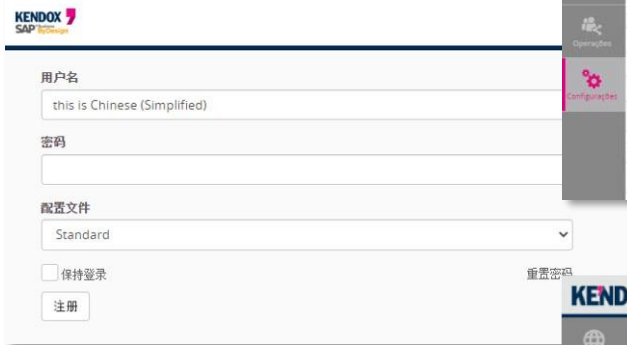 KENDOX
SAP Business ByDesign
用户名
this is Chinese (Simplified)
密码
配置文件
Standard
保持登录
重置密码
注册
Operações
Configurações
KEND